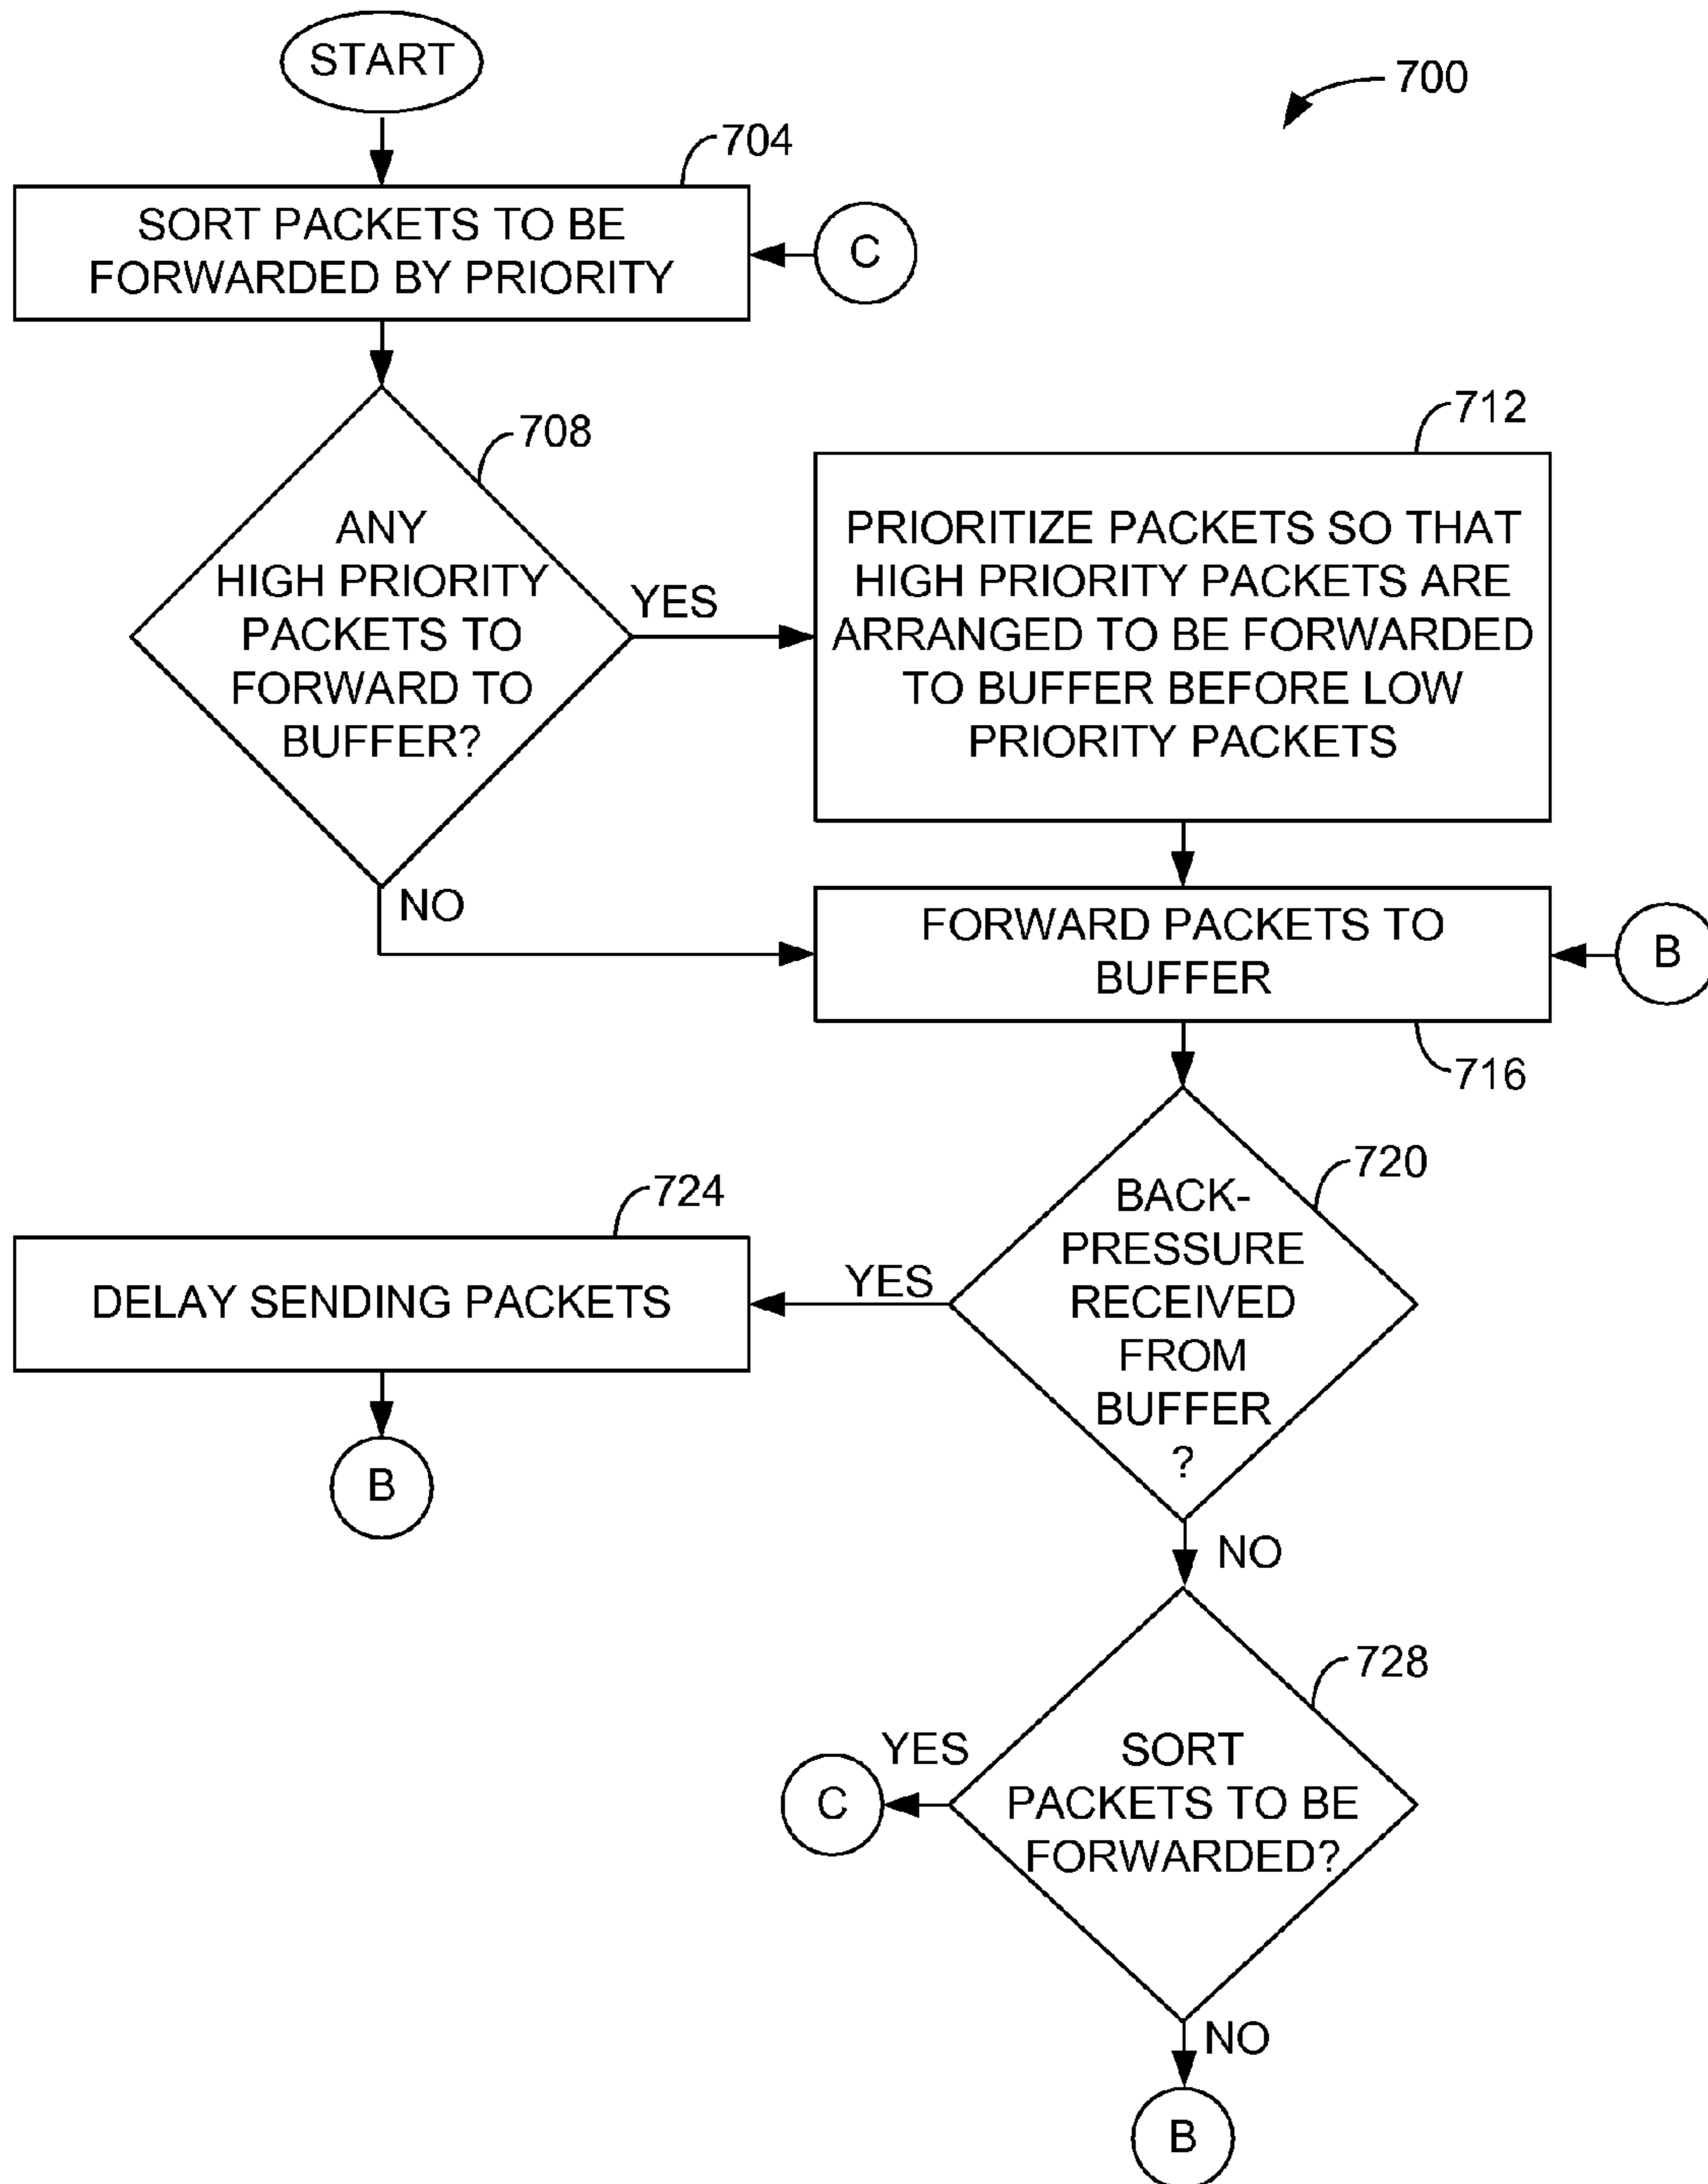 START
700
704
SORT PACKETS TO BE
FORWARDED BY PRIORITY
C
708
ANY
HIGH PRIORITY
PACKETS TO
FORWARD TO
BUFFER?
YES
712
PRIORITIZE PACKETS SO THAT
HIGH PRIORITY PACKETS ARE
ARRANGED TO BE FORWARDED
TO BUFFER BEFORE LOW
PRIORITY PACKETS
NO
FORWARD PACKETS TO
BUFFER
B
716
720
BACK-
PRESSURE
RECEIVED
FROM
BUFFER
?
YES
724
DELAY SENDING PACKETS
B
NO
728
SORT
PACKETS TO BE
FORWARDED?
YES
C
NO
B